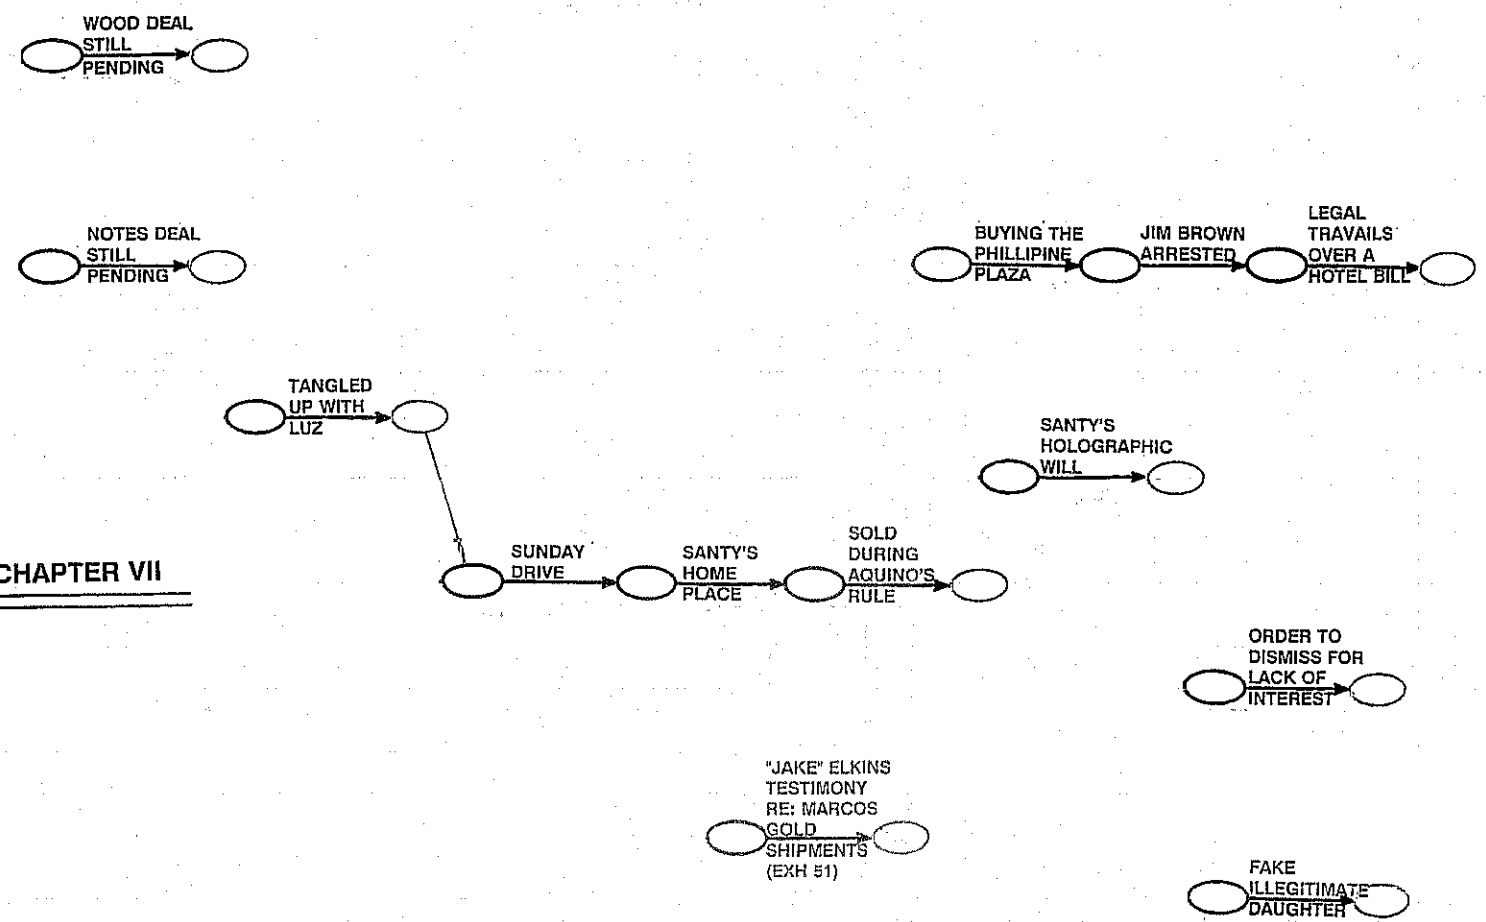 WOOD DEAL
STILL
PENDING
NOTES DEAL
STILL
PENDING
BUYING THE
PHILLIPINE
PLAZA
JIM BROWN
ARRESTED
LEGAL
TRAVAILS
OVER A
HOTEL BILL
TANGLED
UP WITH
LUZ
SANTY'S
HOLOGRAPHIC
WILL
CHAPTER VII
SUNDAY
DRIVE
SANTY'S
HOME
PLACE
SOLD
DURING
AQUINO'S
RULE
ORDER TO
DISMISS FOR
LACK OF
INTEREST
"JAKE" ELKINS
TESTIMONY
RE: MARCOS
GOLD
SHIPMENTS
(EXH 51)
FAKE
ILLEGITIMATE
DAUGHTER